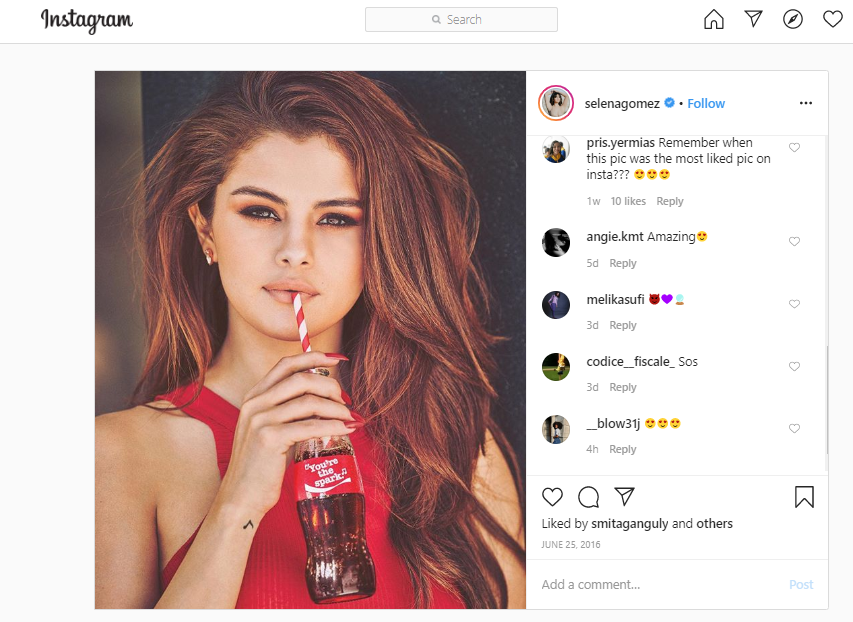 Instagram
Search
selenagomez • Follow
pris.yermias Remember when
this pic was the most liked pic on
insta??? 😍😍😍
1w 10 likes Reply
angie.kmt Amazing😍
5d Reply
melikasufi 👿💜🔮
3d Reply
codice__fiscale_ Sos
3d Reply
__blow31j 😍😍😍
4h Reply
"You're
the
spark."
Liked by smitaganguly and others
JUNE 25, 2016
Add a comment...
Post